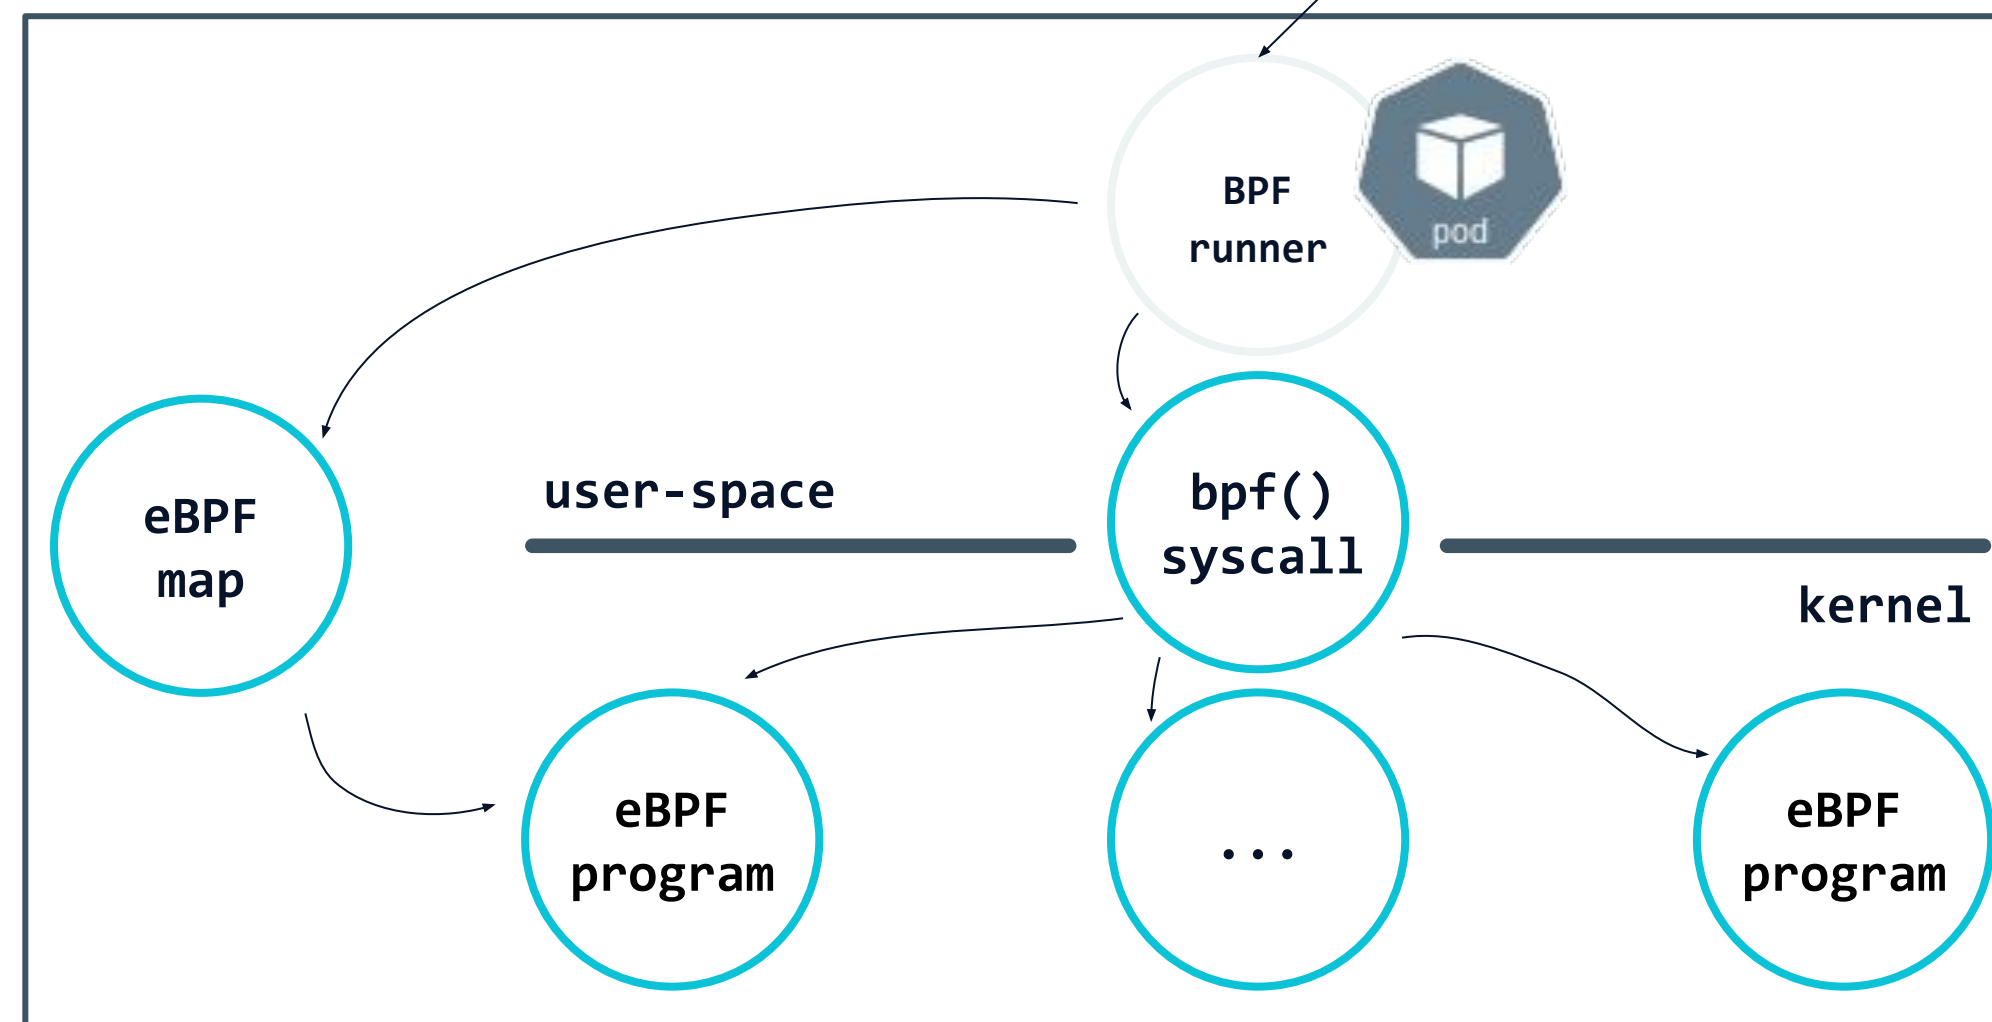 BPF
runner
pod
eBPF
map
user-space
bpf()
syscall
kernel
eBPF
program
...
eBPF
program